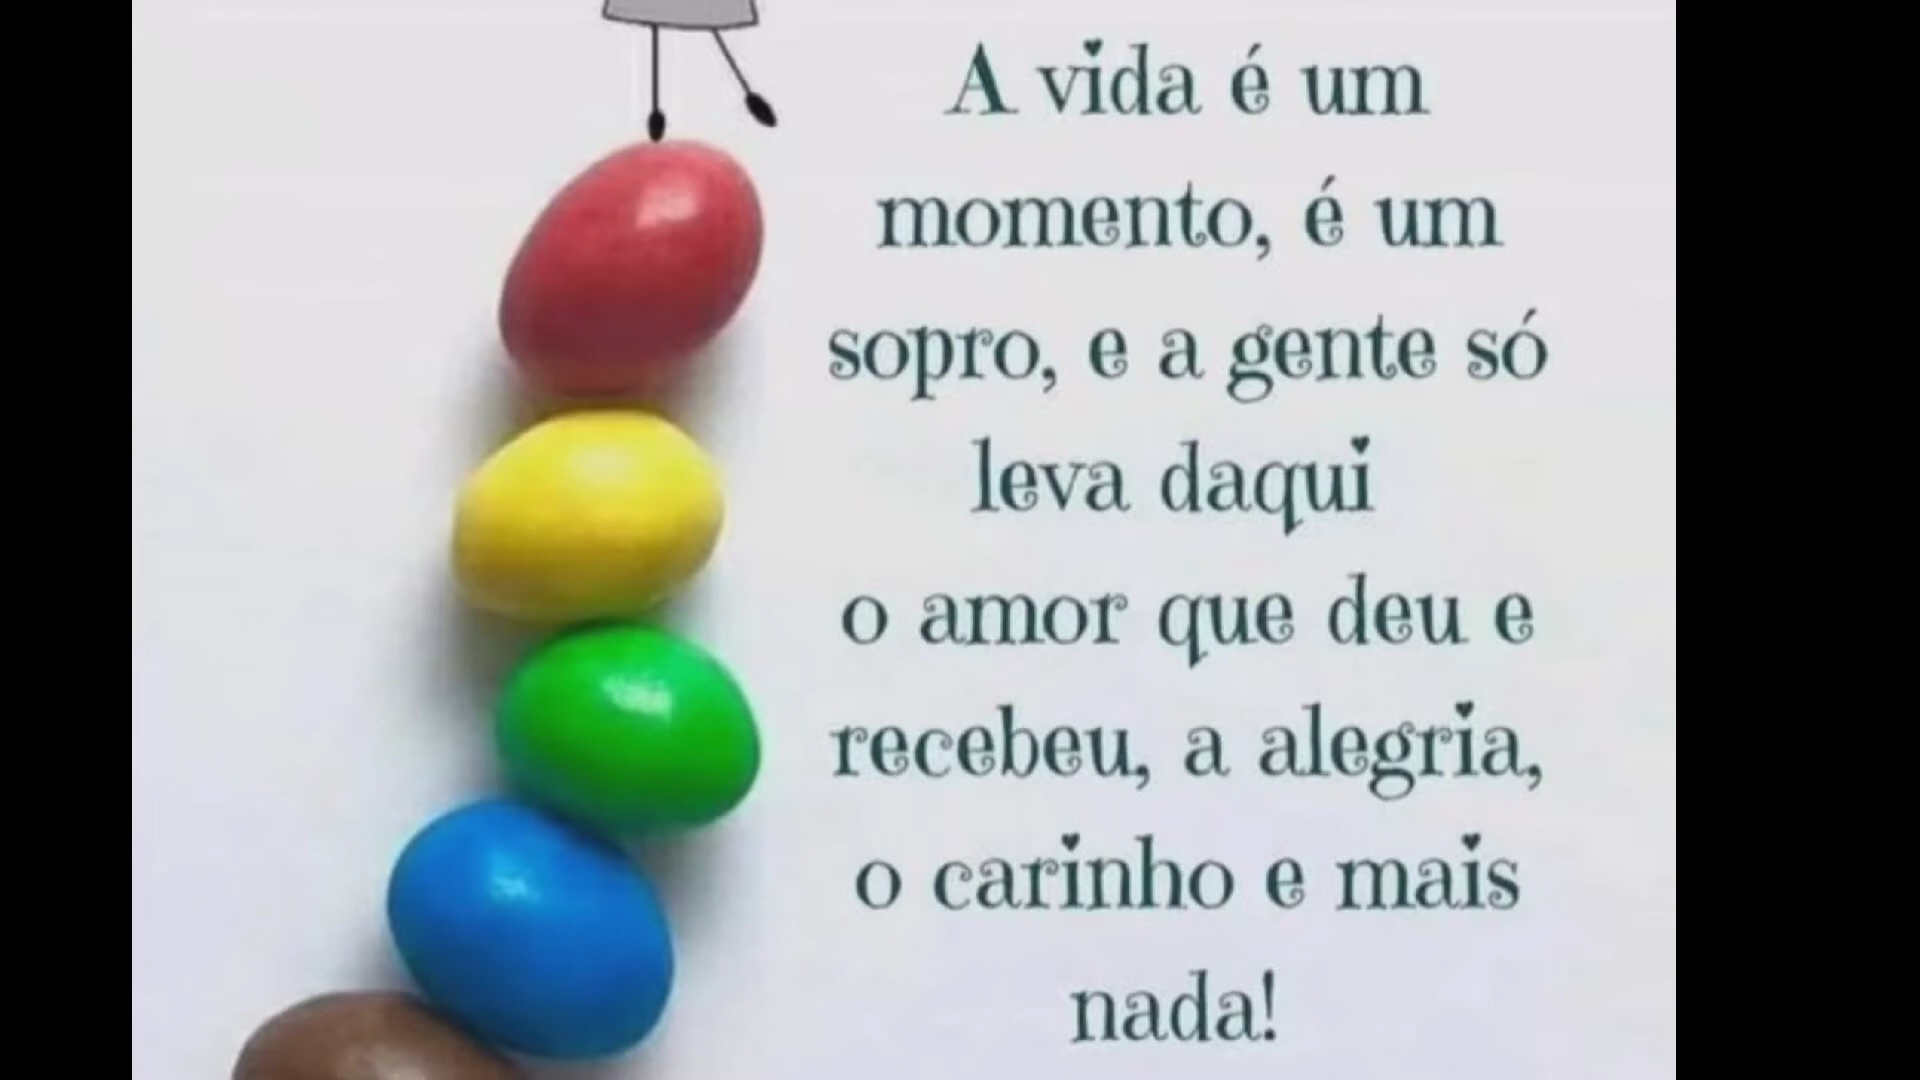 A vida é um
momento, é um
sopro, e a gente só
leva daqui
o amor que deu e
recebeu, a alegria,
o carinho e mais
nada!